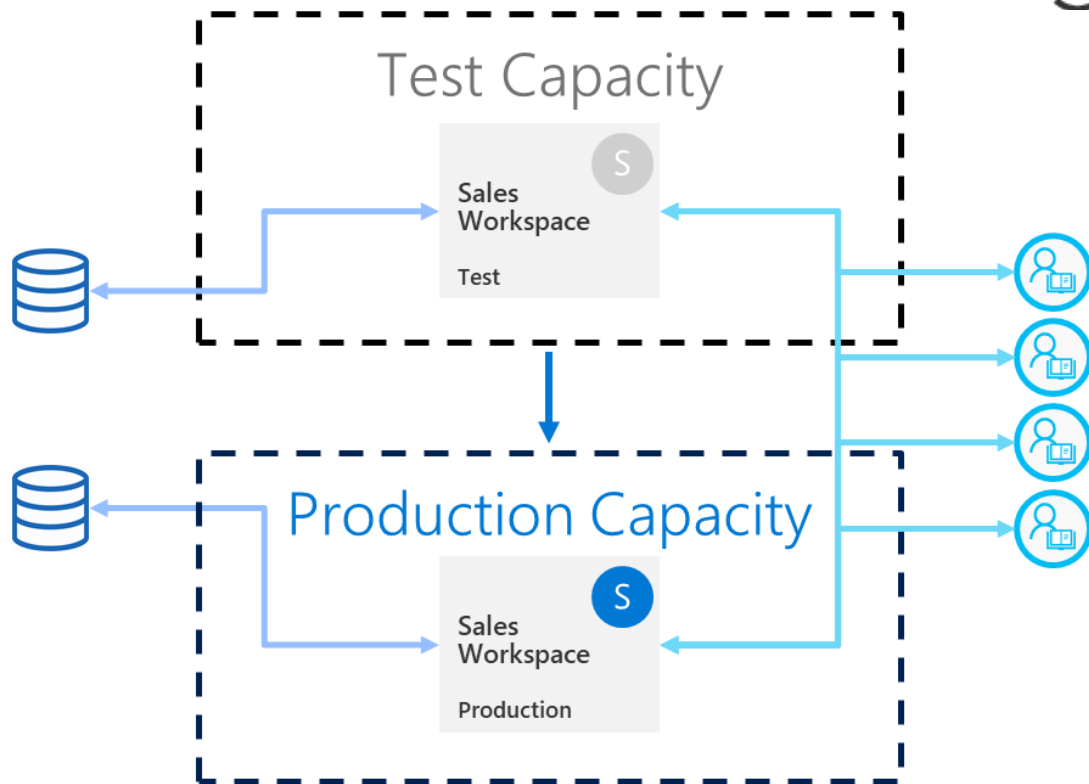 Test Capacity
S
Sales
Workspace
Test
Production Capacity
S
Sales
Workspace
Production